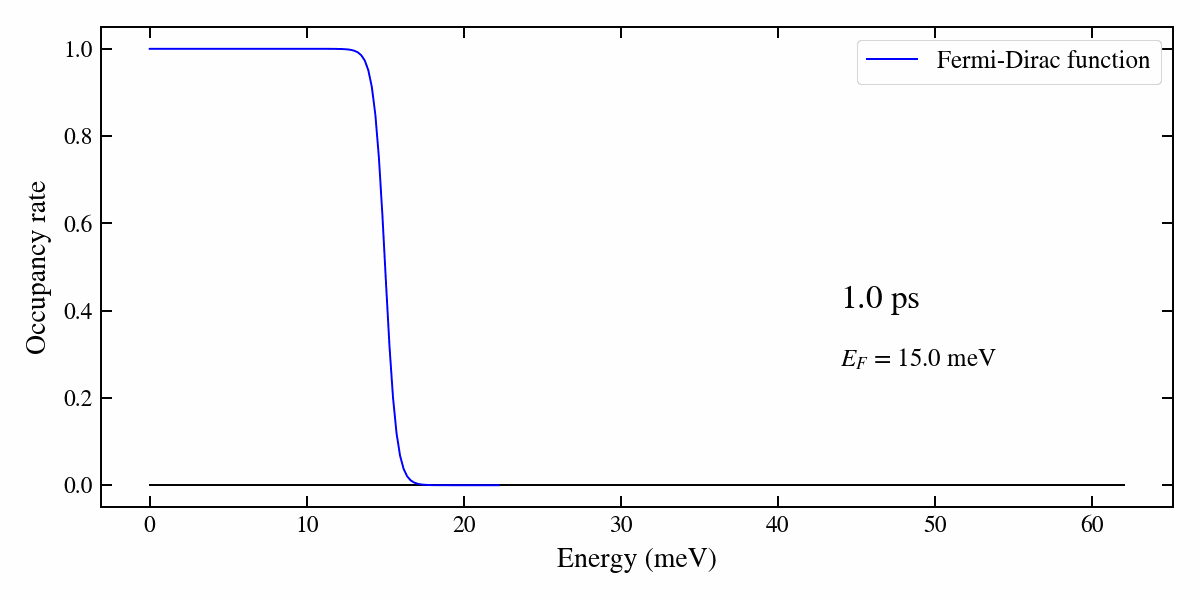 Fermi-Dirac function
1.0
0.8
0.6
0.4
0.2
0.0
Occupancy rate
1.0 ps
E_F = 15.0 meV
0 10 20 30 40 50 60
Energy (meV)